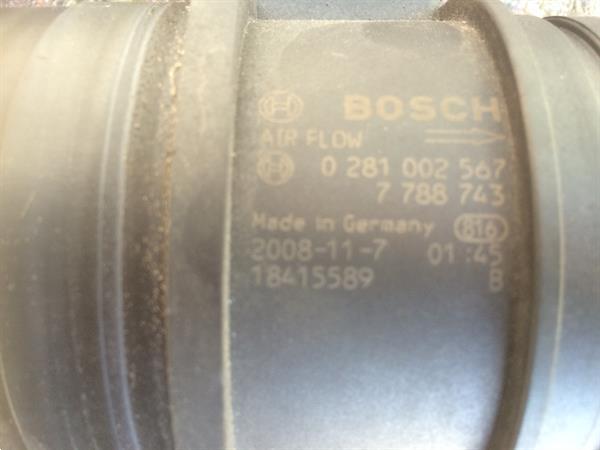 BOSCH
AIR FLOW
0 281 002 567
7 788 743
Made in Germany 816
2008-11-7 01:45
18415589 B